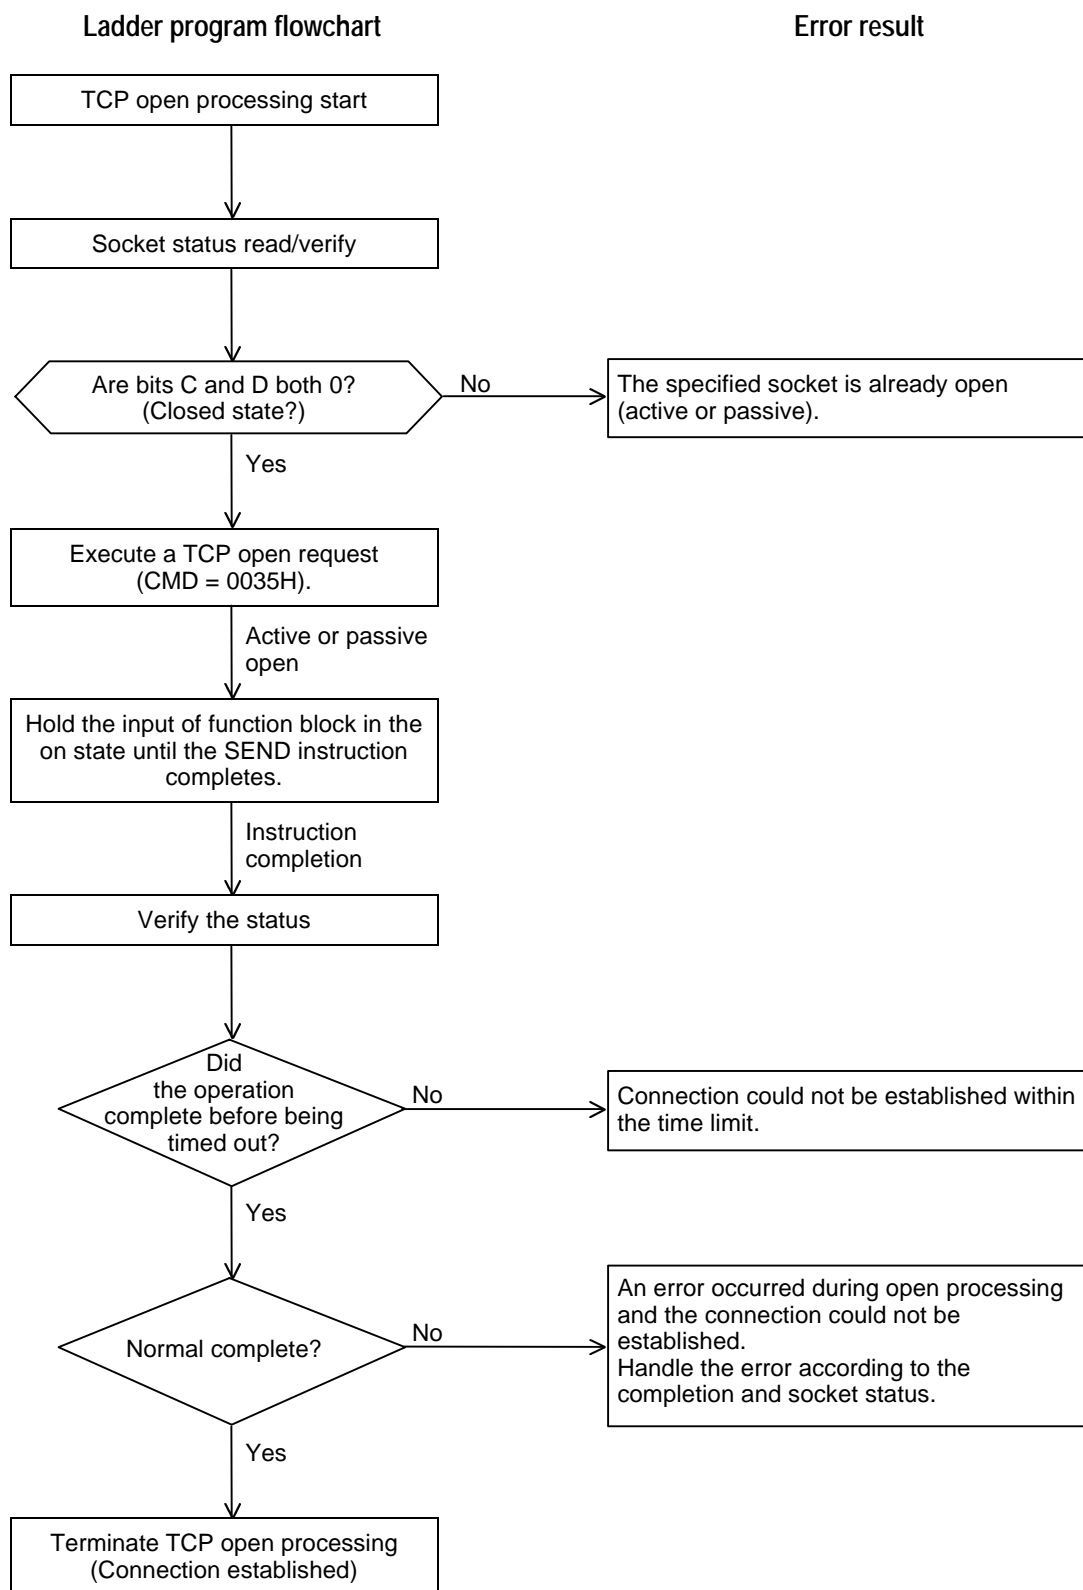 Ladder program flowchart
Error result
TCP open processing start
Socket status read/verify
Are bits C and D both 0?
(Closed state?)
No
The specified socket is already open
(active or passive).
Yes
Execute a TCP open request
(CMD = 0035H).
Active or passive
open
Hold the input of function block in the
on state until the SEND instruction
completes.
Instruction
completion
Verify the status
Did
the operation
complete before being
timed out?
No
Connection could not be established within
the time limit.
Yes
Normal complete?
No
An error occurred during open processing
and the connection could not be
established.
Handle the error according to the
completion and socket status.
Yes
Terminate TCP open processing
(Connection established)